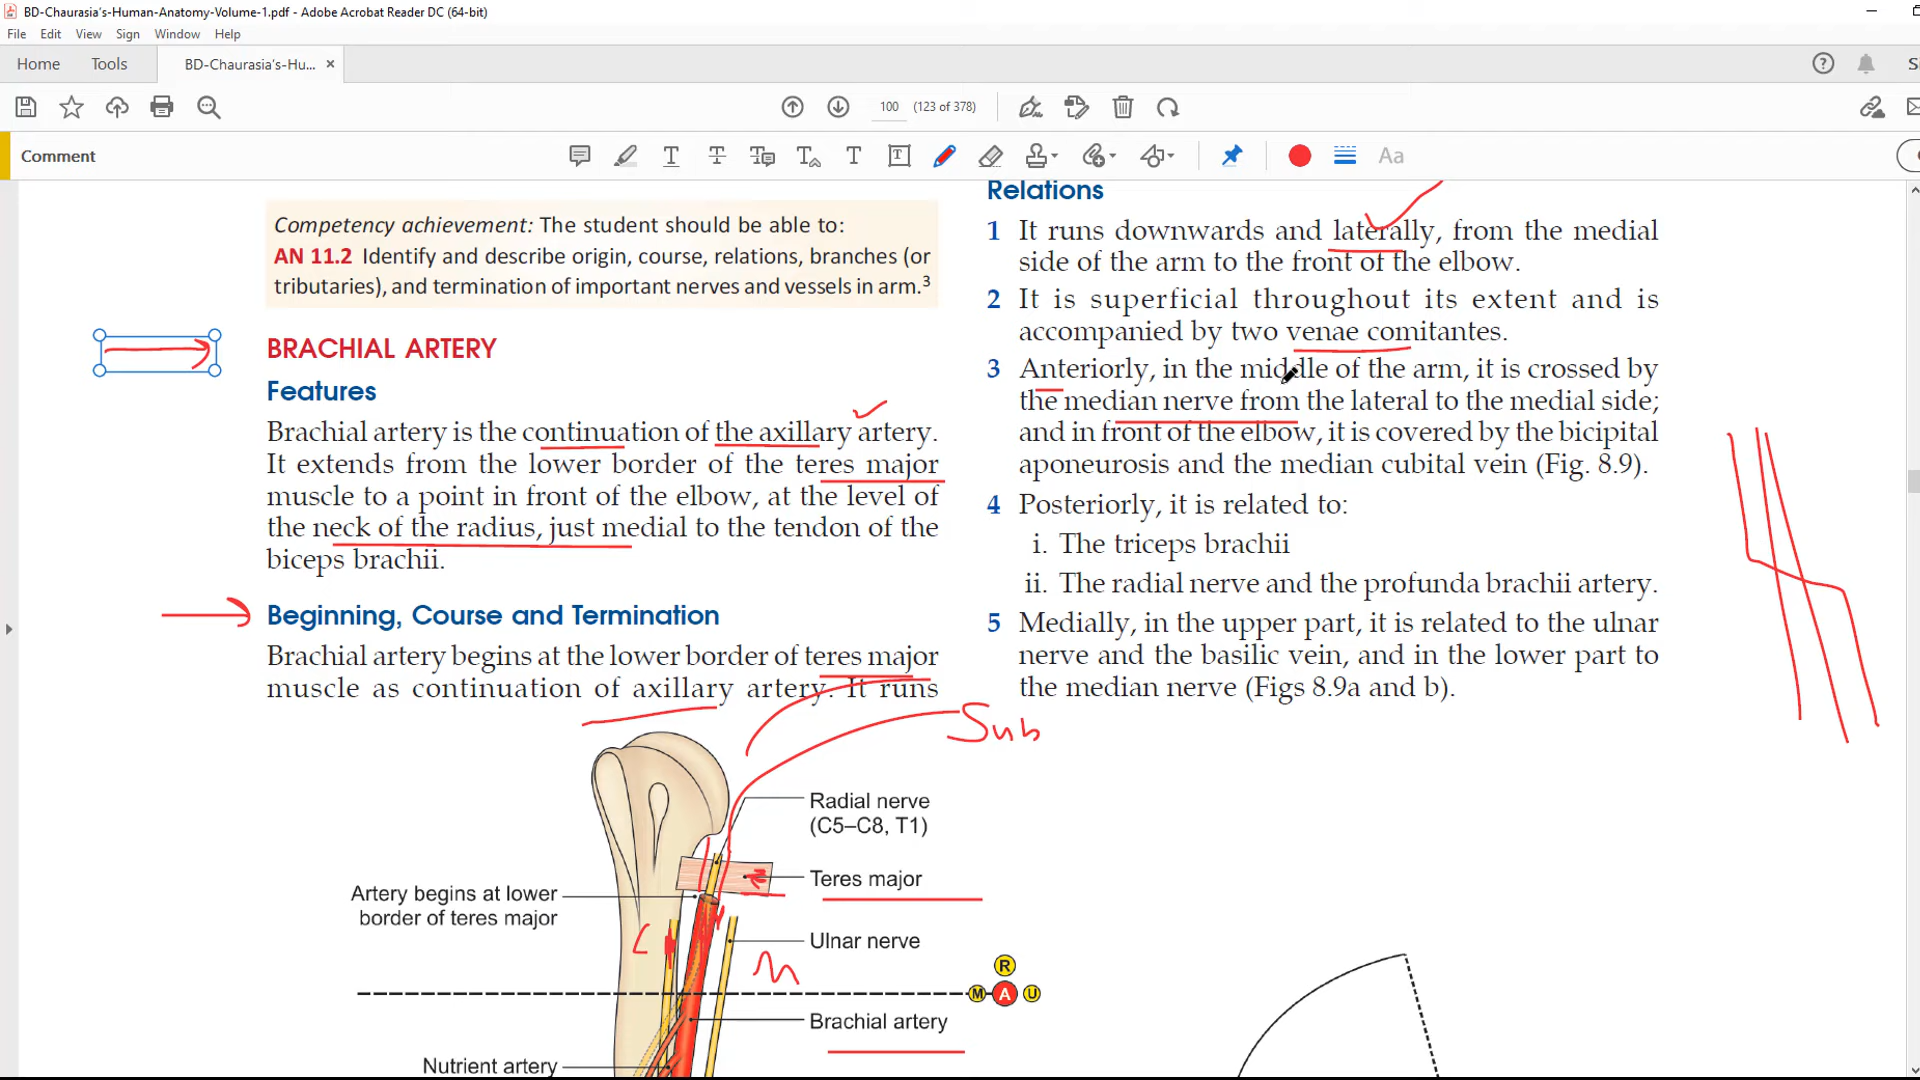 BD-Chaurasia's-Human-Anatomy-Volume-1.pdf - Adobe Acrobat Reader DC (64-bit)
File Edit View Sign Window Help
Home Tools BD-Chaurasia's-Hu... ×
100 (123 of 378)
Comment
Aa
Competency achievement: The student should be able to:
AN 11.2 Identify and describe origin, course, relations, branches (or
tributaries), and termination of important nerves and vessels in arm.3
BRACHIAL ARTERY
Features
Brachial artery is the continuation of the axillary artery.
It extends from the lower border of the teres major
muscle to a point in front of the elbow, at the level of
the neck of the radius, just medial to the tendon of the
biceps brachii.
Beginning, Course and Termination
Brachial artery begins at the lower border of teres major
muscle as continuation of axillary artery. It runs
Sub
Radial nerve
(C5–C8, T1)
Teres major
Artery begins at lower
border of teres major
Ulnar nerve
L
M
R
M A U
Brachial artery
Nutrient artery
Relations
1 It runs downwards and laterally, from the medial
side of the arm to the front of the elbow.
2 It is superficial throughout its extent and is
accompanied by two venae comitantes.
3 Anteriorly, in the middle of the arm, it is crossed by
the median nerve from the lateral to the medial side;
and in front of the elbow, it is covered by the bicipital
aponeurosis and the median cubital vein (Fig. 8.9).
4 Posteriorly, it is related to:
i. The triceps brachii
ii. The radial nerve and the profunda brachii artery.
5 Medially, in the upper part, it is related to the ulnar
nerve and the basilic vein, and in the lower part to
the median nerve (Figs 8.9a and b).